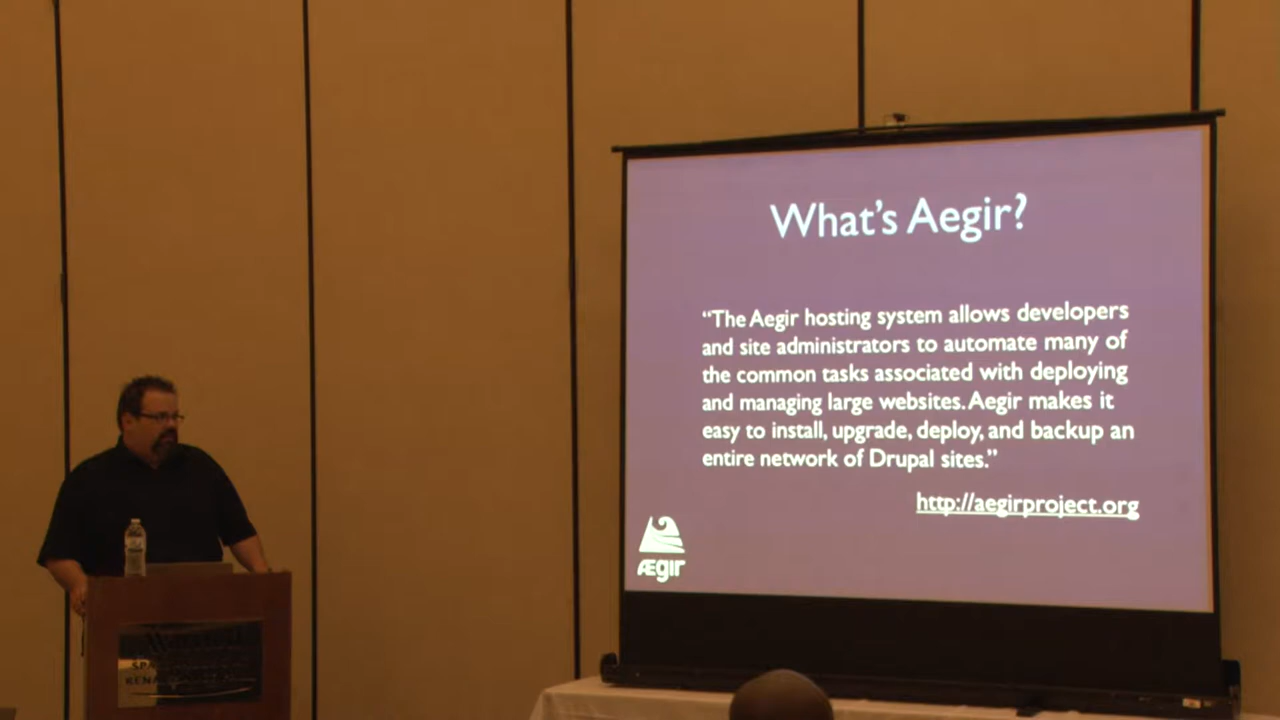 What's Aegir?
“The Aegir hosting system allows developers
and site administrators to automate many of
the common tasks associated with deploying
and managing large websites. Aegir makes it
easy to install, upgrade, deploy, and backup an
entire network of Drupal sites.”
http://aegirproject.org
ÆGIR